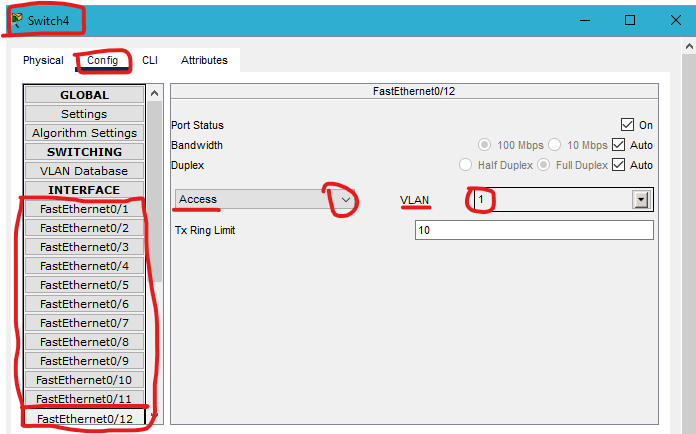 Switch4
Physical Config CLI Attributes
GLOBAL
Settings
Algorithm Settings
SWITCHING
VLAN Database
INTERFACE
FastEthernet0/1
FastEthernet0/2
FastEthernet0/3
FastEthernet0/4
FastEthernet0/5
FastEthernet0/6
FastEthernet0/7
FastEthernet0/8
FastEthernet0/9
FastEthernet0/10
FastEthernet0/11
FastEthernet0/12
FastEthernet0/12
Port Status On
Bandwidth 100 Mbps 10 Mbps Auto
Duplex Half Duplex Full Duplex Auto
Access VLAN 1
Tx Ring Limit 10